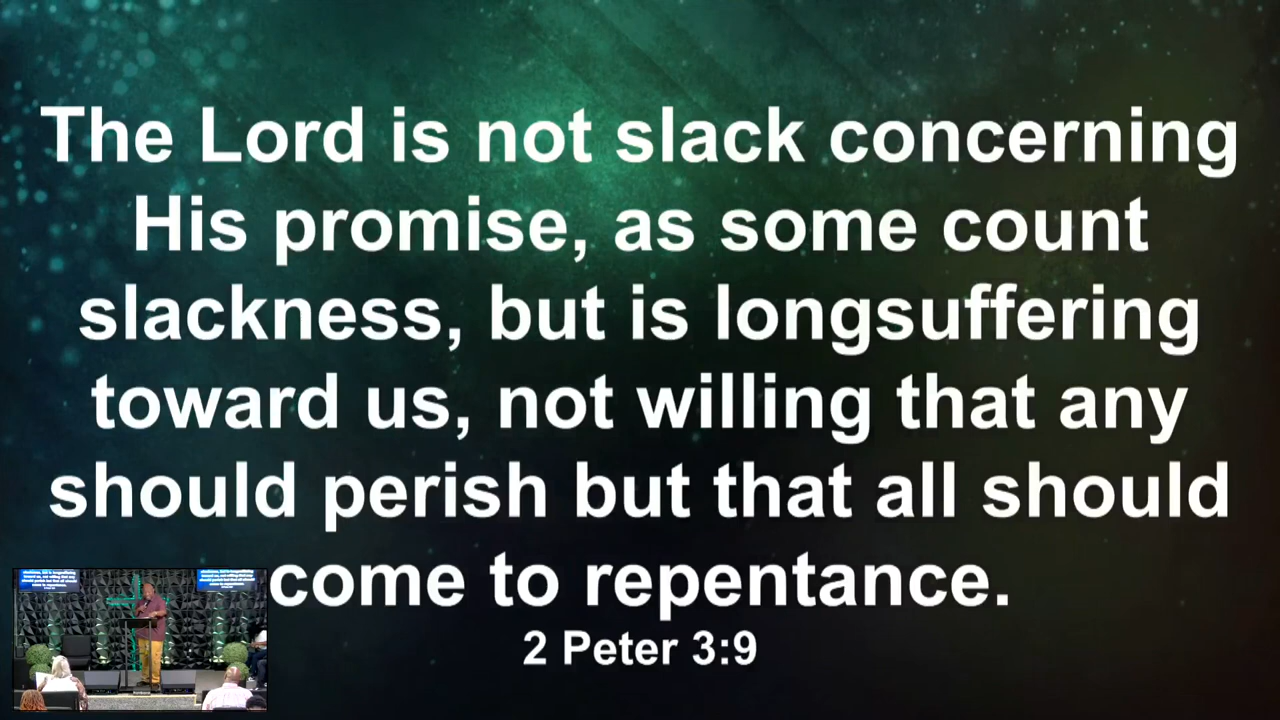 The Lord is not slack concerning
His promise, as some count
slackness, but is longsuffering
toward us, not willing that any
should perish but that all should
come to repentance.
2 Peter 3:9